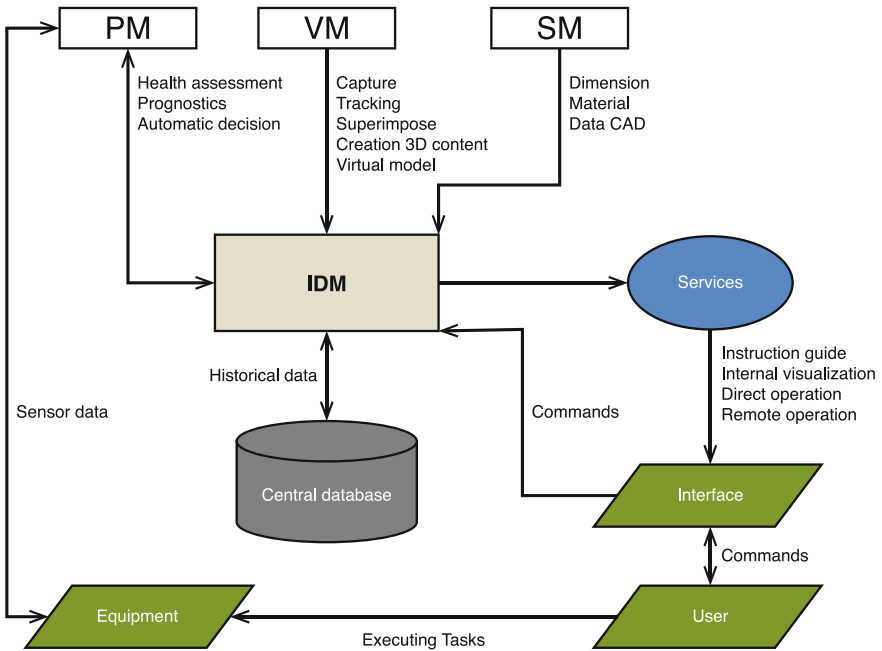 PM
VM
SM
Health assessment
Prognostics
Automatic decision
Capture
Tracking
Superimpose
Creation 3D content
Virtual model
Dimension
Material
Data CAD
IDM
Services
Historical data
Instruction guide
Internal visualization
Direct operation
Remote operation
Sensor data
Commands
Central database
Interface
Commands
Equipment
User
Executing Tasks